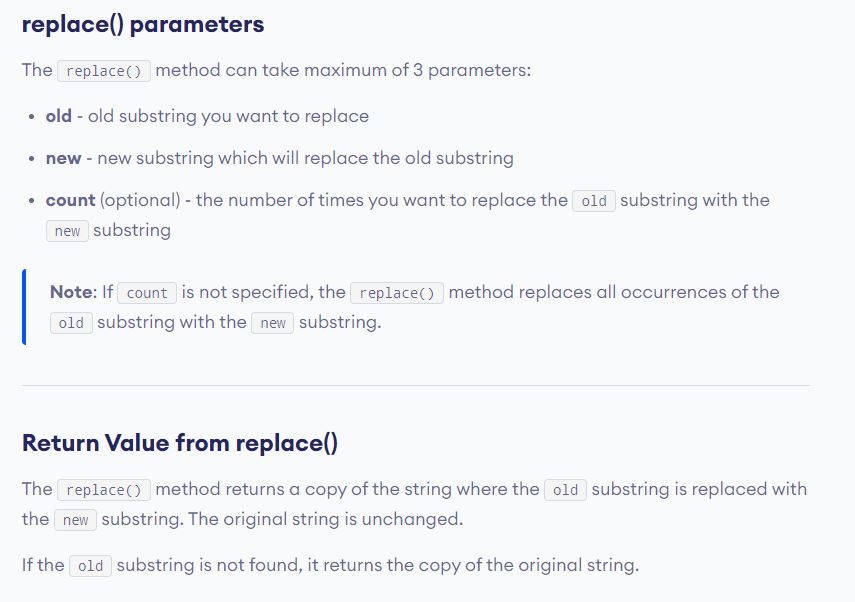 replace() parameters
The replace() method can take maximum of 3 parameters:
• old - old substring you want to replace
• new - new substring which will replace the old substring
• count (optional) - the number of times you want to replace the old substring with the
new substring
Note: If count is not specified, the replace() method replaces all occurrences of the
old substring with the new substring.
Return Value from replace()
The replace() method returns a copy of the string where the old substring is replaced with
the new substring. The original string is unchanged.
If the old substring is not found, it returns the copy of the original string.